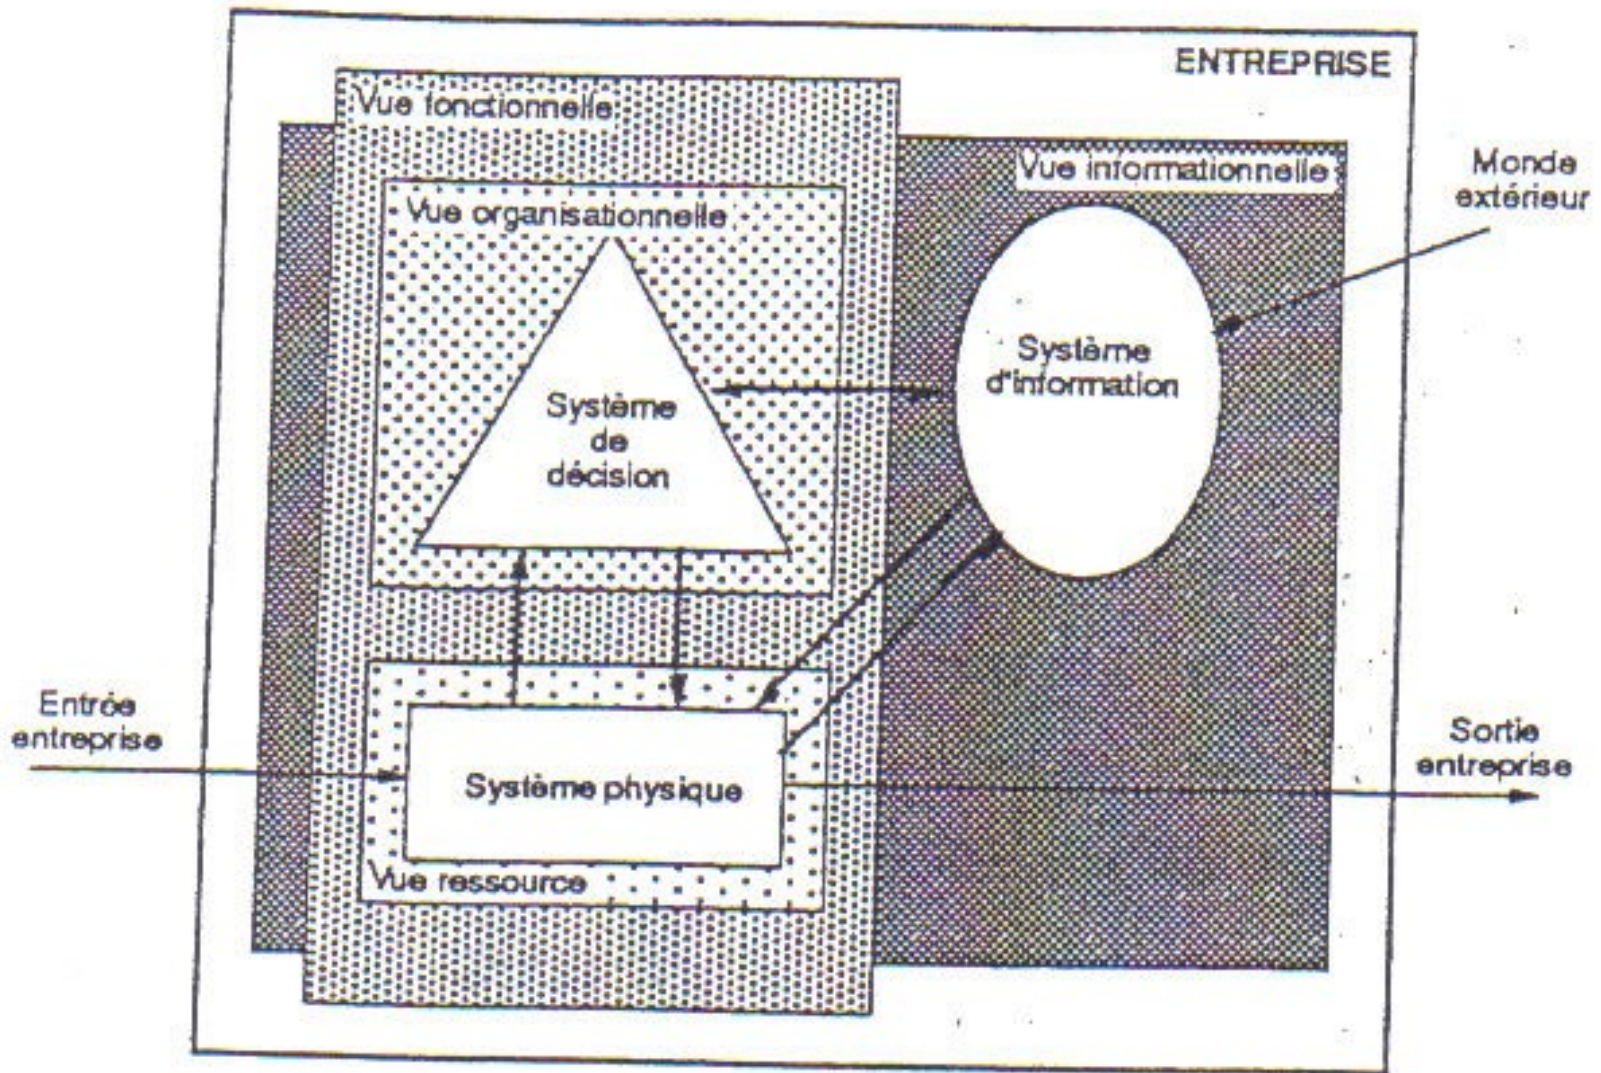 ENTREPRISE
Vue fonctionnelle
Vue informationnelle
Monde
extérieur
Vue organisationnelle
Système
d'information
Système
de
décision
Entrée
entreprise
Système physique
Sortie
entreprise
Vue ressource